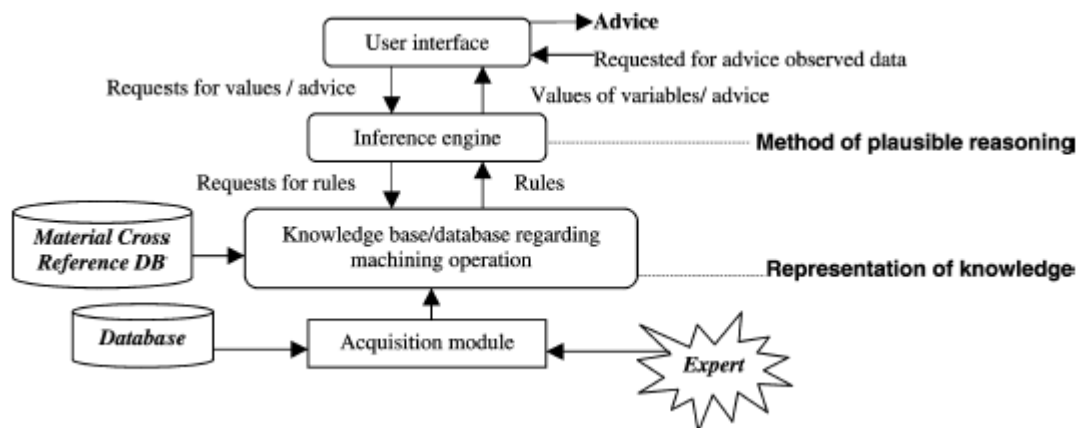 Advice
User interface
Requested for advice observed data
Requests for values / advice
Values of variables/ advice
Inference engine
Method of plausible reasoning
Requests for rules
Rules
Material Cross
Reference DB
Knowledge base/database regarding
machining operation
Representation of knowledge
Database
Acquisition module
Expert